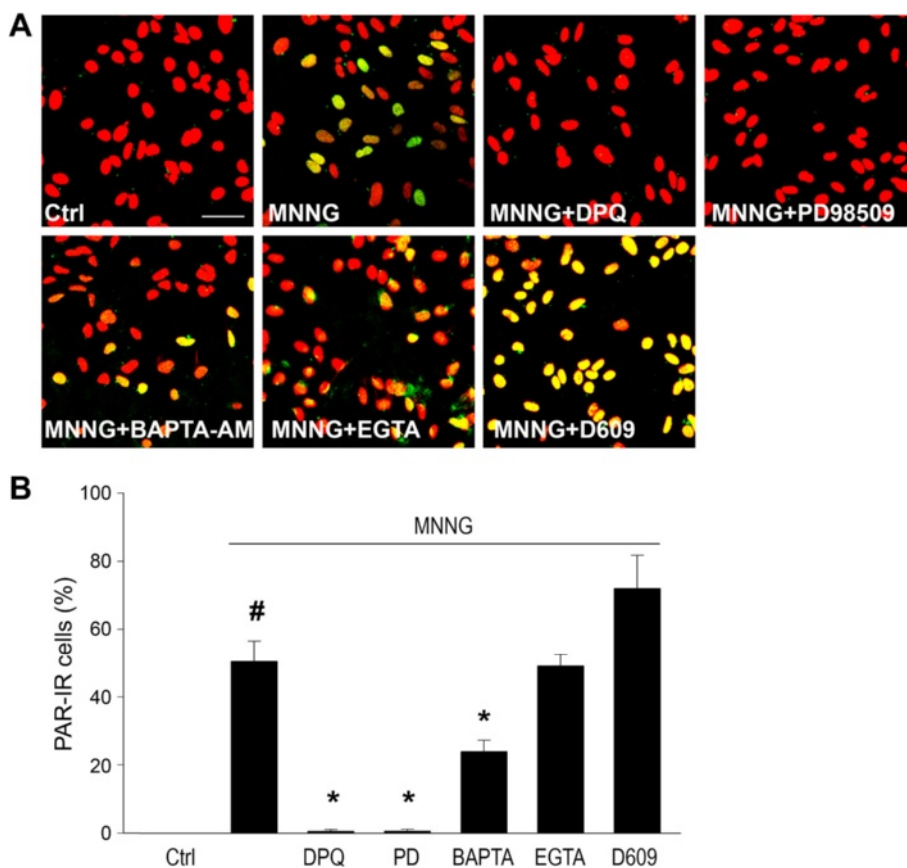 A
Ctrl
MNNG
MNNG+DPQ
MNNG+PD98509
MNNG+BAPTA-AM
MNNG+EGTA
MNNG+D609
B
PAR-IR cells (%)
100
80
60
40
20
0
MNNG
#
*
*
*
Ctrl
DPQ
PD
BAPTA
EGTA
D609